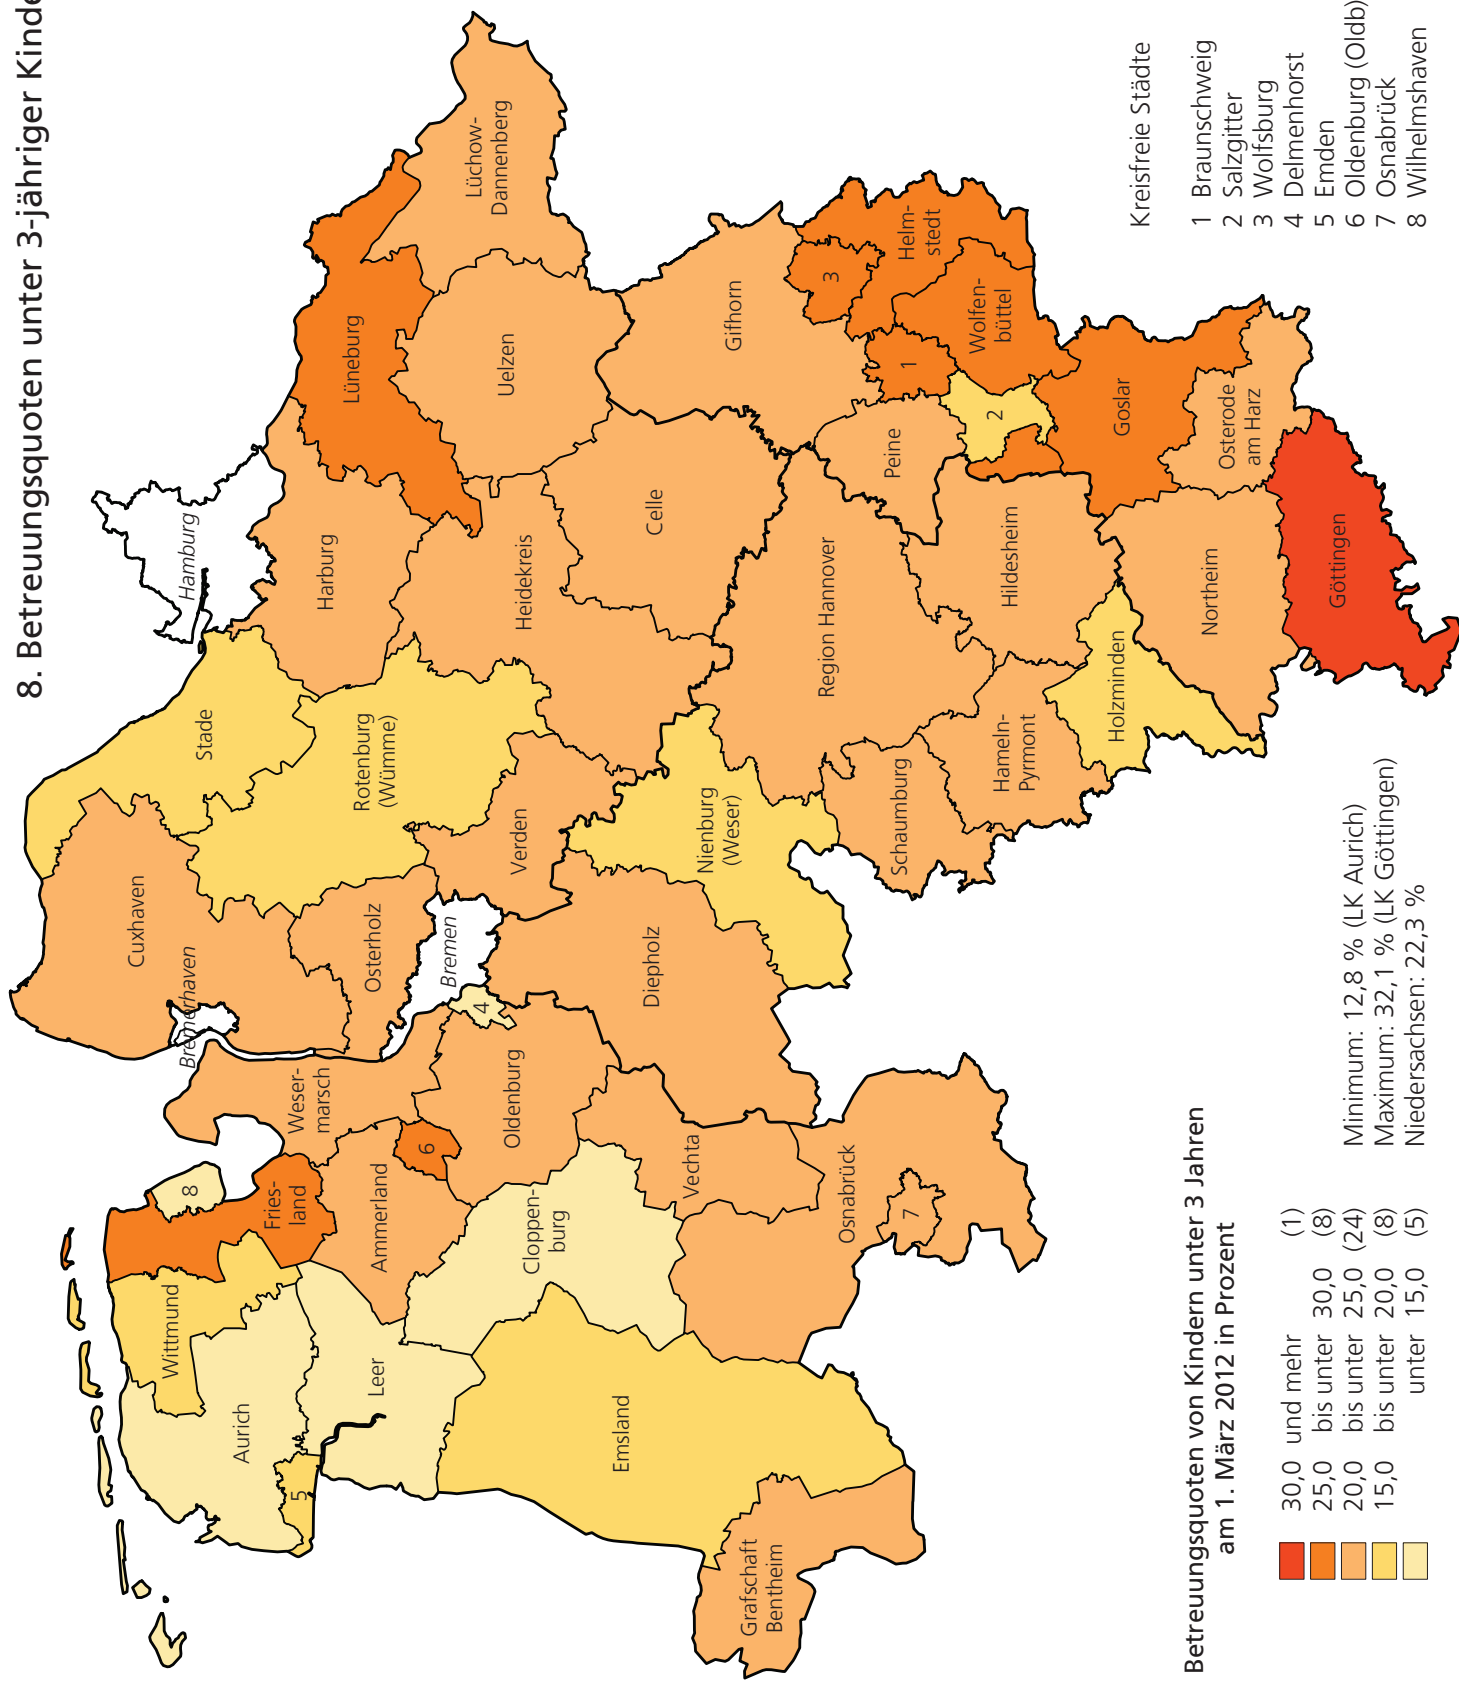 8. Betreuungsquoten unter 3-jähriger Kinde
Hamburg
Stade
Cuxhaven
Bremerhaven
Harburg
Lüneburg
Lüchow-
Dannenberg
Uelzen
Rotenburg
(Wümme)
Osterholz
Heidekreis
Verden
Bremen
Celle
Gifhorn
Weser-
marsch
Fries-
land
Wittmund
Aurich
Leer
Ammerland
Oldenburg
Cloppen-
burg
Vechta
Diepholz
Emsland
Grafschaft
Bentheim
Osnabrück
Nienburg
(Weser)
Region Hannover
Schaumburg
Hameln-
Pyrmont
Hildesheim
Holzminden
Peine
Helm-
stedt
Wolfen-
büttel
Goslar
Osterode
am Harz
Northeim
Göttingen
8
5
6
4
7
3
1
2
Kreisfreie Städte
1 Braunschweig
2 Salzgitter
3 Wolfsburg
4 Delmenhorst
5 Emden
6 Oldenburg (Oldb)
7 Osnabrück
8 Wilhelmshaven
Betreuungsquoten von Kindern unter 3 Jahren
am 1. März 2012 in Prozent
30,0 und mehr (1)
25,0 bis unter 30,0 (8)
20,0 bis unter 25,0 (24)
15,0 bis unter 20,0 (8)
unter 15,0 (5)
Minimum: 12,8 % (LK Aurich)
Maximum: 32,1 % (LK Göttingen)
Niedersachsen: 22,3 %